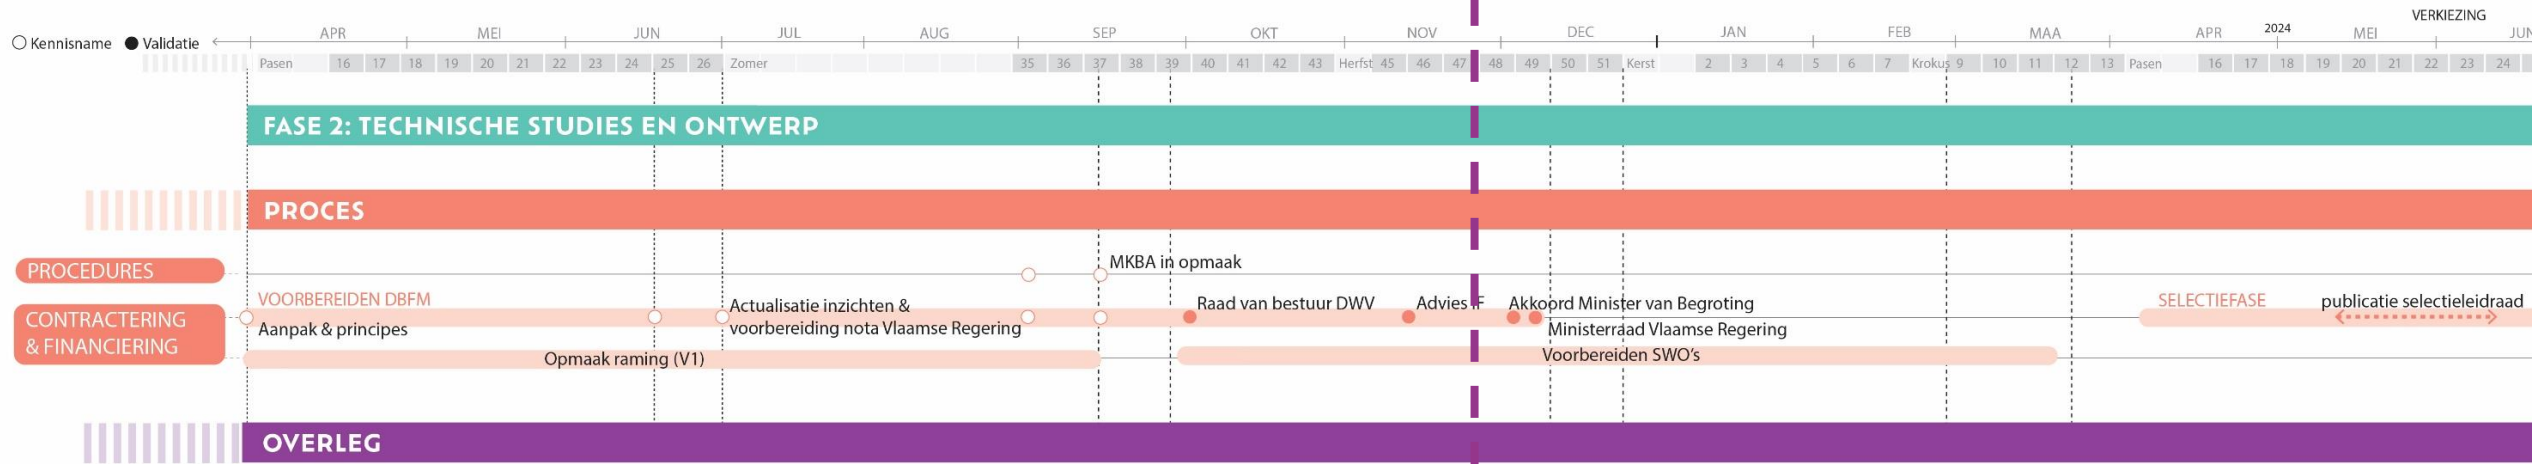 VERKIEZING
APR MEI JUN JUL AUG SEP OKT NOV DEC JAN FEB MAA APR 2024 MEI JUN
Kennisname Validatie
Pasen 16 17 18 19 20 21 22 23 24 25 26 Zomer 35 36 37 38 39 40 41 42 43 Herfst 45 46 47 48 49 50 51 Kerst 2 3 4 5 6 7 Krokus 9 10 11 12 13 Pasen 16 17 18 19 20 21 22 23 24
FASE 2: TECHNISCHE STUDIES EN ONTWERP
PROCES
PROCEDURES
MKBA in opmaak
CONTRACTERING
& FINANCIERING
VOORBEREIDEN DBFM
Aanpak & principes
Actualisatie inzichten &
voorbereiding nota Vlaamse Regering
Raad van bestuur DWV
Advies IF
Akkoord Minister van Begroting
Ministerraad Vlaamse Regering
SELECTIEFASE
publicatie selectieleidraad
Opmaak raming (V1)
Voorbereiden SWO's
OVERLEG